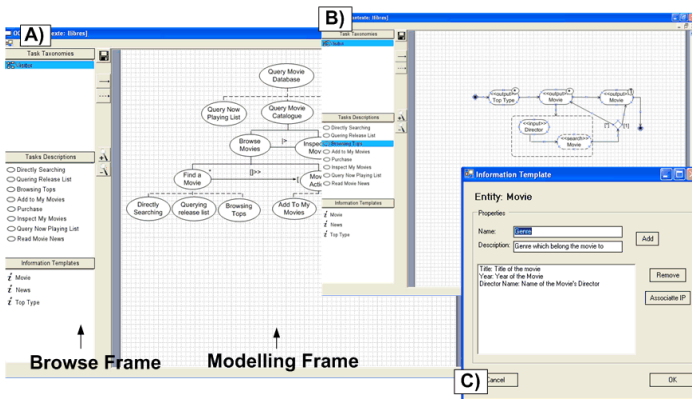 A)
Task Taxonomies
Tasks Descriptions
Directly Searching
Quering Release List
Browsing Tops
Add to My Movies
Purchase
Inspect My Movies
Query Now Playing List
Read Movie News
Information Templates
i Movie
i News
i Top Type
Browse Frame
Query Movie
Database
Query Now
Playing List
Query Movie
Catalogue
Browse
Movies
|>
Inspec
Mov
Find a
Movie
*
[]>>
Mov
Acti
Directly
Searching
Querying
release list
Browsing
Tops
Add To My
Movies
Modelling Frame
B)
Task Taxonomies
Tasks Descriptions
Directly Searching
Quering Release List
Browsing Tops
Add to My Movies
Purchase
Inspect My Movies
Query Now Playing List
Read Movie News
Information Templates
i Movie
i News
i Top Type
<<output>>
Top Type
<<output>>
Movie
<<output>>
Movie
<<input>>
Director
<<search>>
Movie
[*]
[1]
C)
Information Template
Entity: Movie
Properties
Name:
Genre
Description:
Genre which belong the movie to
Add
Title: Title of the movie
Year: Year of the Movie
Director Name: Name of the Movie's Director
Remove
Associatte IP
Cancel
OK